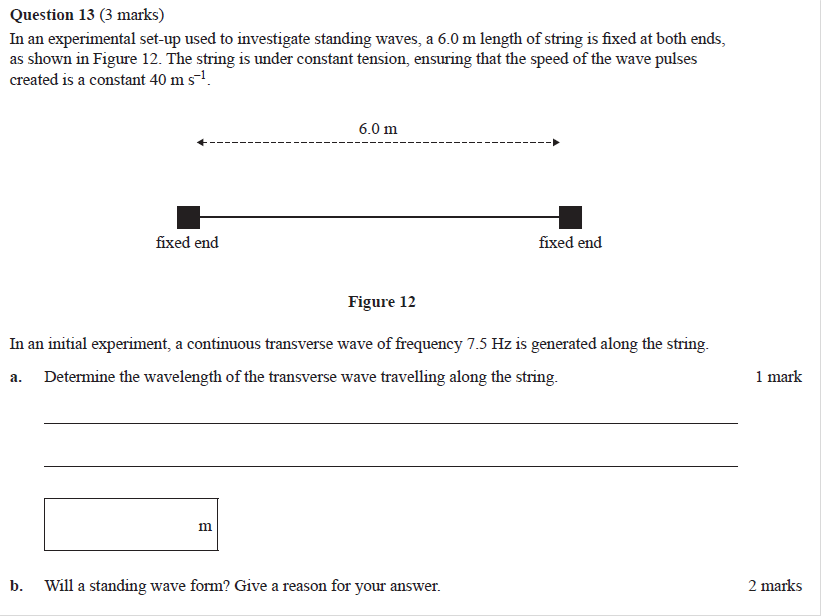 Question 13 (3 marks)
In an experimental set-up used to investigate standing waves, a 6.0 m length of string is fixed at both ends,
as shown in Figure 12. The string is under constant tension, ensuring that the speed of the wave pulses
created is a constant 40 m s⁻¹.
6.0 m
fixed end fixed end
Figure 12
In an initial experiment, a continuous transverse wave of frequency 7.5 Hz is generated along the string.
a. Determine the wavelength of the transverse wave travelling along the string. 1 mark
m
b. Will a standing wave form? Give a reason for your answer. 2 marks